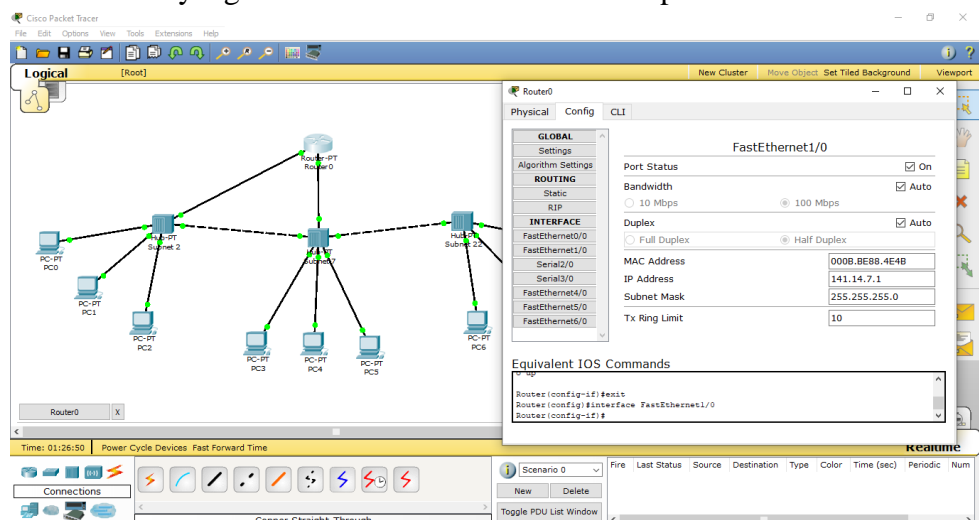 Cisco Packet Tracer
File Edit Options View Tools Extensions Help
Logical
[Root]
New Cluster
Move Object
Set Tiled Background
Viewport
Router-PT
Router0
Hub-PT
Subnet 2
Subnet 22
PC-PT
PC0
PC-PT
PC1
PC-PT
PC2
PC-PT
PC3
PC-PT
PC4
PC-PT
PC5
PC-PT
PC6
Router0 X
Router0
Physical Config CLI
GLOBAL
Settings
Algorithm Settings
ROUTING
Static
RIP
INTERFACE
FastEthernet0/0
FastEthernet1/0
Serial2/0
Serial3/0
FastEthernet4/0
FastEthernet5/0
FastEthernet6/0
FastEthernet1/0
Port Status On
Bandwidth Auto
10 Mbps 100 Mbps
Duplex Auto
Full Duplex Half Duplex
MAC Address 000B.BE88.4E4B
IP Address 141.14.7.1
Subnet Mask 255.255.255.0
Tx Ring Limit 10
Equivalent IOS Commands
Router(config-if)#exit
Router(config)#interface FastEthernet1/0
Router(config-if)#
Time: 01:26:50 Power Cycle Devices Fast Forward Time
Realtime
Connections
Scenario 0
New Delete
Toggle PDU List Window
Fire Last Status Source Destination Type Color Time (sec) Periodic Num
Copper Straight-Through